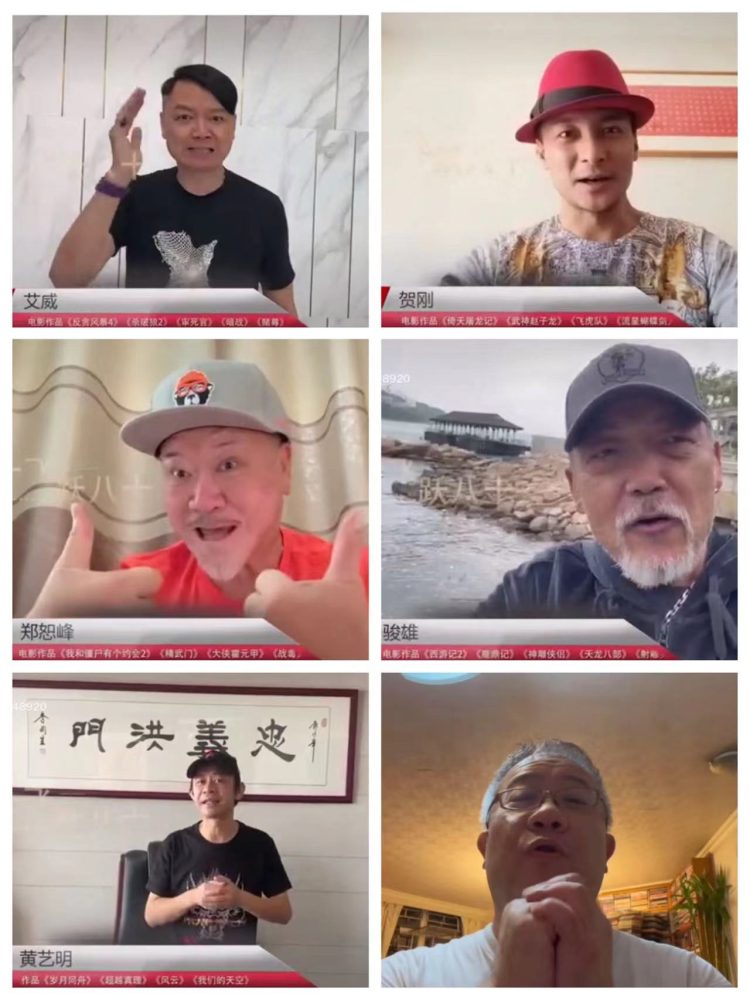 艾威
电影作品《反贪风暴4》《杀破狼2》《审死官》《暗战》《赌尊》
贺刚
电影作品《倚天屠龙记》《武神赵子龙》《飞虎队》《流星蝴蝶剑》
跃八十
郑恕峰
电影作品《我和僵尸有个约会2》《精武门》《大侠霍元甲》《战毒》
48920
跃八十
骏雄
电影作品《西游记2》《鹿鼎记》《神雕侠侣》《天龙八部》《射雕
48920
門洪義忠
黄艺明
作品《岁月同舟》《超越真理》《风云》《我们的天空》